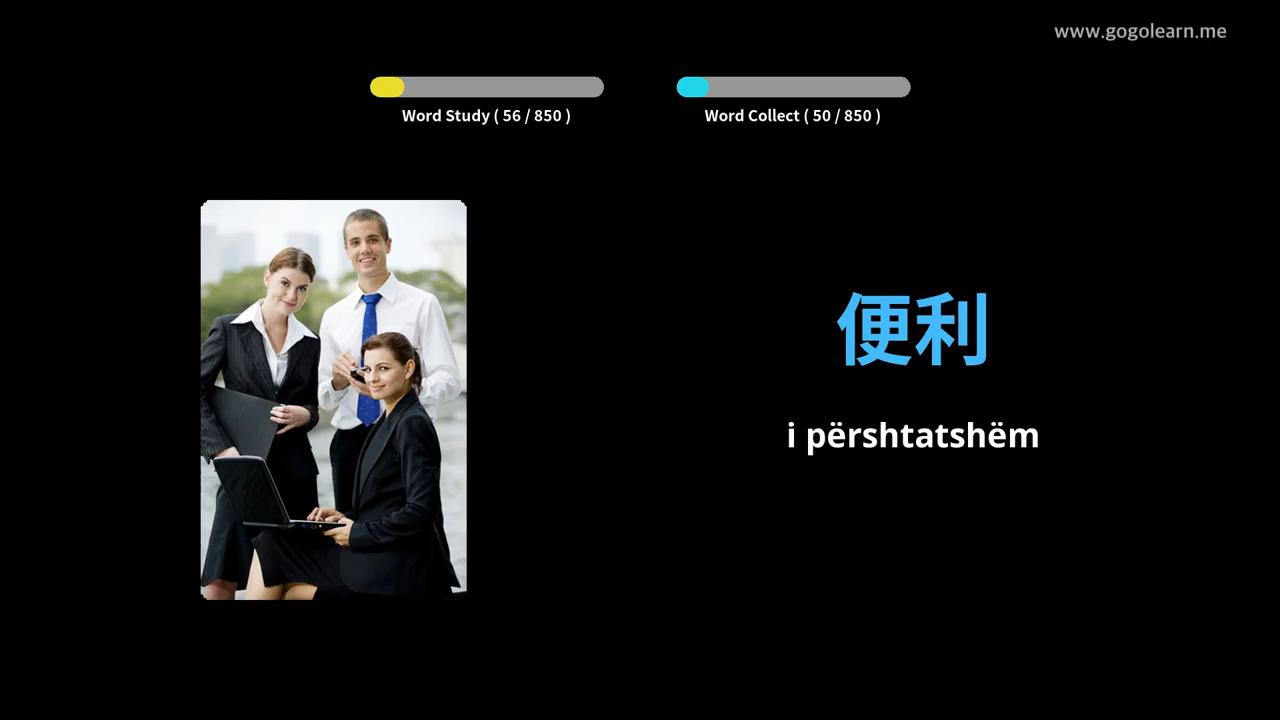 www.gogolearn.me
Word Study ( 56 / 850 )
Word Collect ( 50 / 850 )
便利
i përshtatshëm